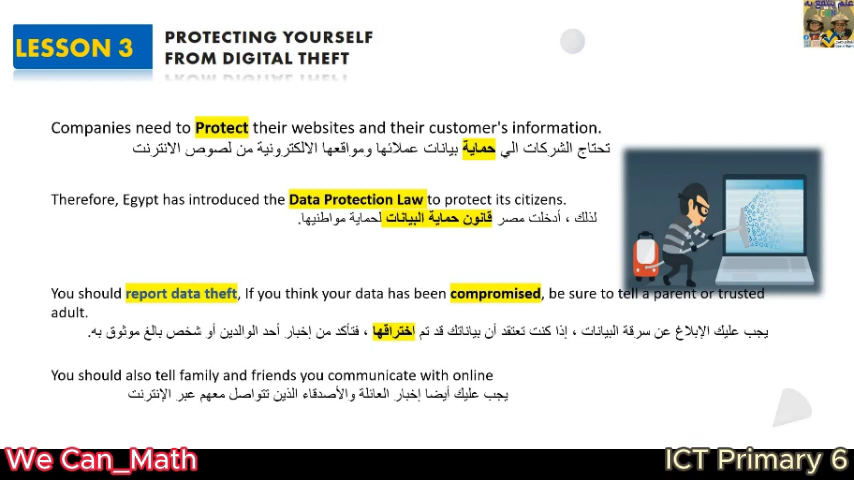 علم ينتفع به
LESSON 3
PROTECTING YOURSELF
FROM DIGITAL THEFT
Companies need to Protect their websites and their customer's information.
تحتاج الشركات الي حماية بيانات عملائها ومواقعها الالكترونية من لصوص الانترنت
Therefore, Egypt has introduced the Data Protection Law to protect its citizens.
لذلك ، أدخلت مصر قانون حماية البيانات لحماية مواطنيها.
You should report data theft, If you think your data has been compromised, be sure to tell a parent or trusted
adult.
يجب عليك الإبلاغ عن سرقة البيانات ، إذا كنت تعتقد أن بياناتك قد تم اختراقها ، فتأكد من إخبار أحد الوالدين أو شخص بالغ موثوق به.
You should also tell family and friends you communicate with online
يجب عليك أيضا إخبار العائلة والأصدقاء الذين تتواصل معهم عبر الإنترنت
We Can_Math
ICT Primary 6